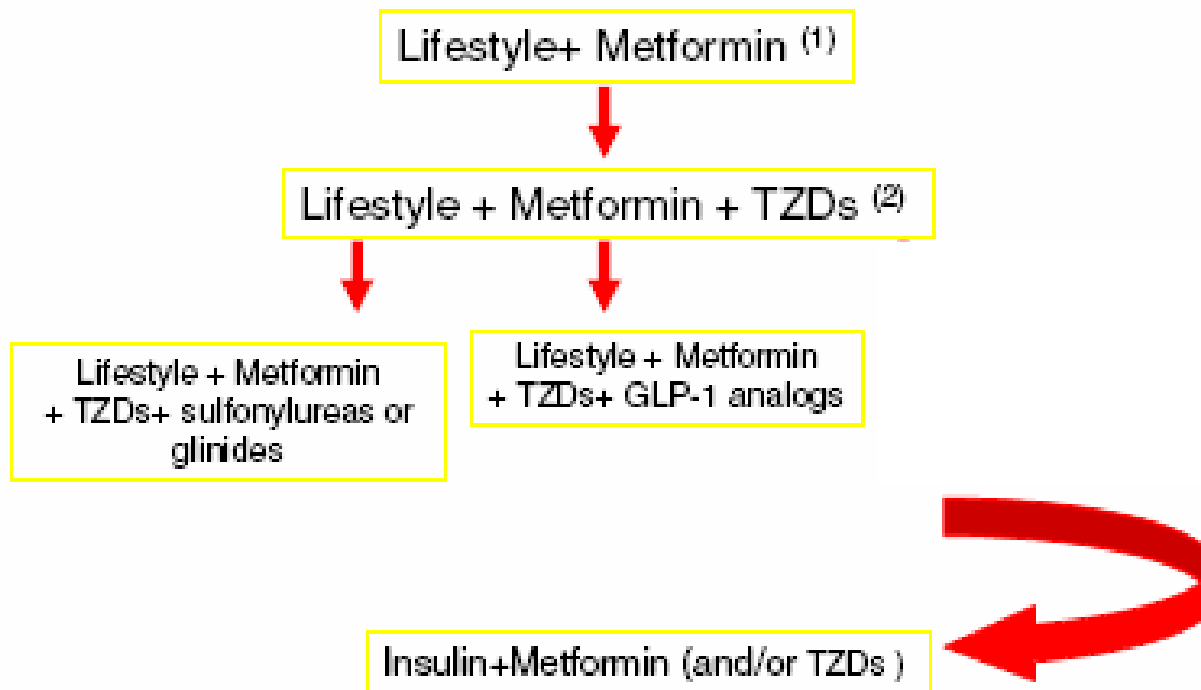 Lifestyle+ Metformin (1)
Lifestyle + Metformin + TZDs (2)
Lifestyle + Metformin
+ TZDs+ sulfonylureas or
glinides
Lifestyle + Metformin
+ TZDs+ GLP-1 analogs
Insulin+Metformin (and/or TZDs )